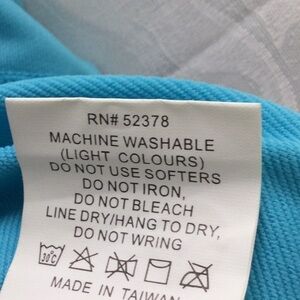 RN# 52378
MACHINE WASHABLE
(LIGHT COLOURS)
DO NOT USE SOFTERS
DO NOT IRON,
DO NOT BLEACH
LINE DRY/HANG TO DRY,
DO NOT WRING
30°C
MADE IN TAIWAN